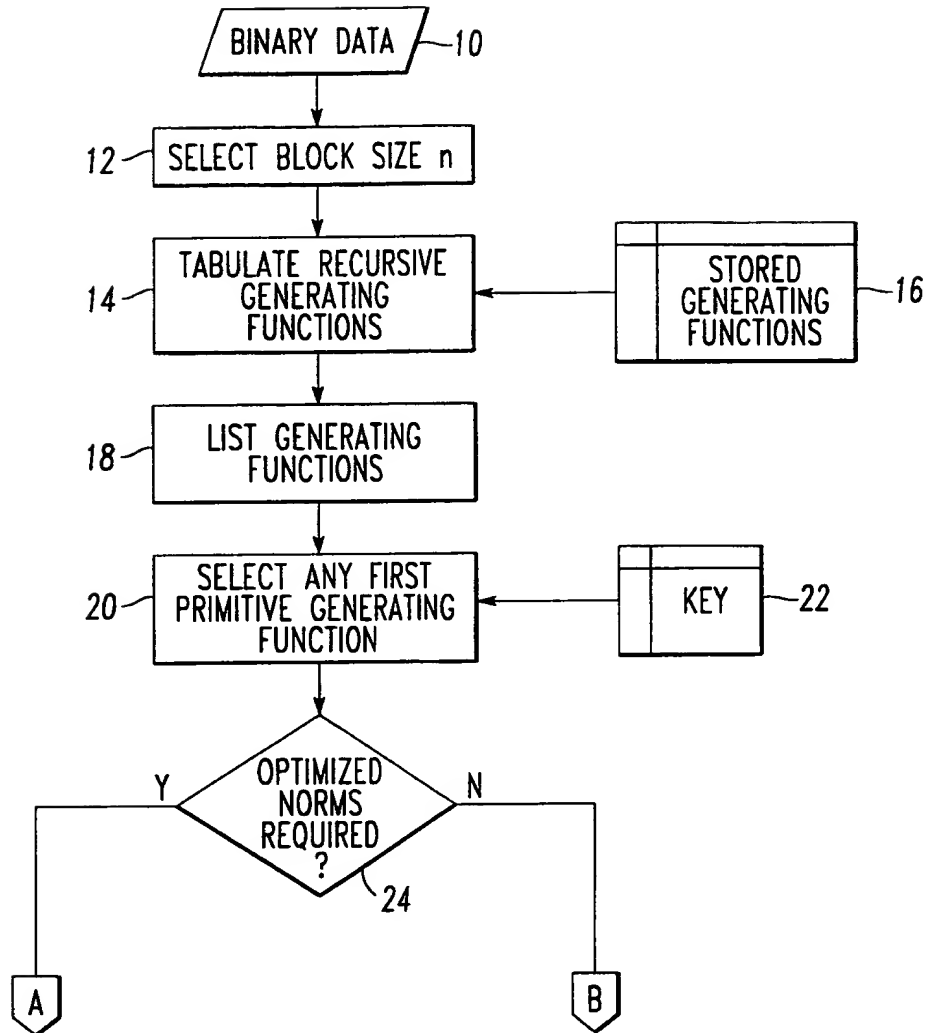 BINARY DATA
10
12
SELECT BLOCK SIZE n
14
TABULATE RECURSIVE
GENERATING
FUNCTIONS
STORED
GENERATING
FUNCTIONS
16
18
LIST GENERATING
FUNCTIONS
20
SELECT ANY FIRST
PRIMITIVE GENERATING
FUNCTION
KEY
22
Y
OPTIMIZED
NORMS
REQUIRED
?
N
24
A
B